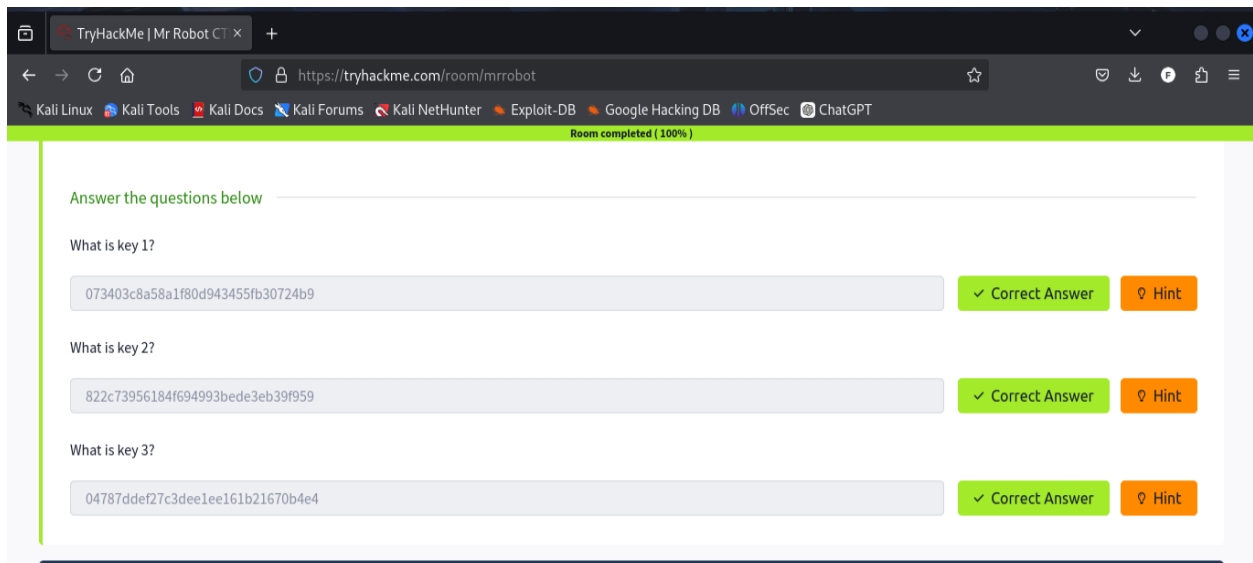 TryHackMe | Mr Robot CT
https://tryhackme.com/room/mrrobot
Kali Linux Kali Tools Kali Docs Kali Forums Kali NetHunter Exploit-DB Google Hacking DB OffSec ChatGPT
Room completed ( 100% )
Answer the questions below
What is key 1?
073403c8a58a1f80d943455fb30724b9 Correct Answer Hint
What is key 2?
822c73956184f694993bede3eb39f959 Correct Answer Hint
What is key 3?
04787ddef27c3dee1ee161b21670b4e4 Correct Answer Hint